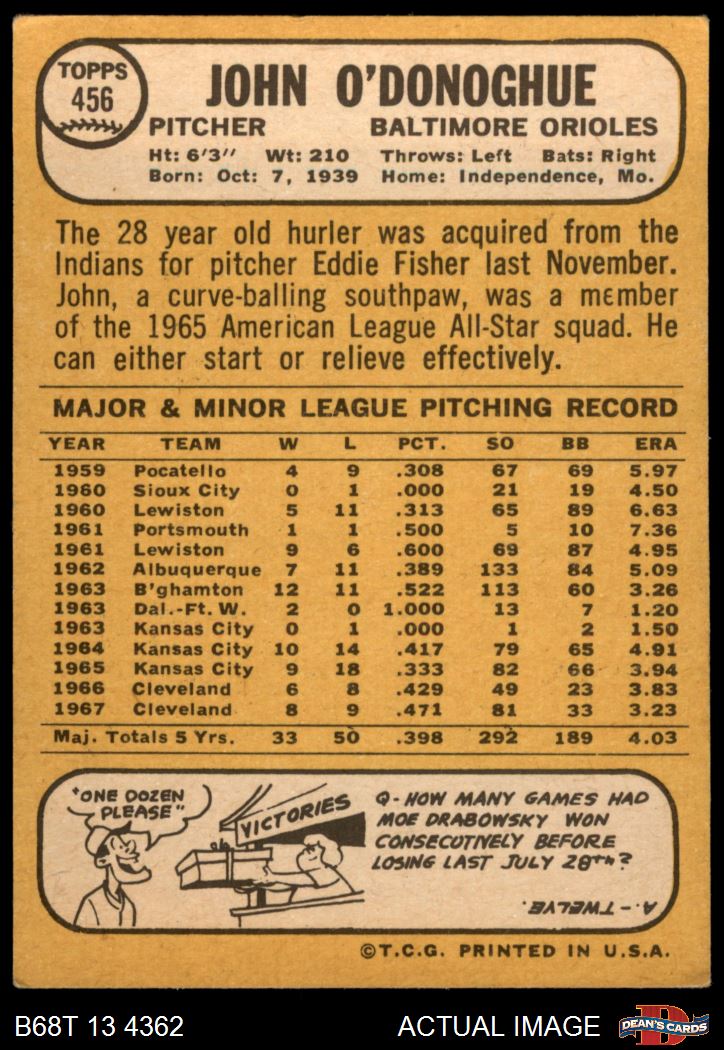 TOPPS
456
JOHN O'DONOGHUE
PITCHER BALTIMORE ORIOLES
Ht: 6'3" Wt: 210 Throws: Left Bats: Right
Born: Oct: 7, 1939 Home: Independence, Mo.
The 28 year old hurler was acquired from the
Indians for pitcher Eddie Fisher last November.
John, a curve-balling southpaw, was a member
of the 1965 American League All-Star squad. He
can either start or relieve effectively.
MAJOR & MINOR LEAGUE PITCHING RECORD
YEAR TEAM W L PCT. SO BB ERA
1959 Pocatello 4 9 .308 67 69 5.97
1960 Sioux City 0 1 .000 21 19 4.50
1960 Lewiston 5 11 .313 65 89 6.63
1961 Portsmouth 1 1 .500 5 10 7.36
1961 Lewiston 9 6 .600 69 87 4.95
1962 Albuquerque 7 11 .389 133 84 5.09
1963 B'ghamton 12 11 .522 113 60 3.26
1963 Dal.-Ft. W. 2 0 1.000 13 7 1.20
1963 Kansas City 0 1 .000 1 2 1.50
1964 Kansas City 10 14 .417 79 65 4.91
1965 Kansas City 9 18 .333 82 66 3.94
1966 Cleveland 6 8 .429 49 23 3.83
1967 Cleveland 8 9 .471 81 33 3.23
Maj. Totals 5 Yrs. 33 50 .398 292 189 4.03
"ONE DOZEN
PLEASE"
VICTORIES
Q-HOW MANY GAMES HAD
MOE DRABOWSKY WON
CONSECUTIVELY BEFORE
LOSING LAST JULY 28TH?
A.-TWELVE.
©T.C.G. PRINTED IN U.S.A.
B68T 13 4362 ACTUAL IMAGE
D
DEAN'S CARDS